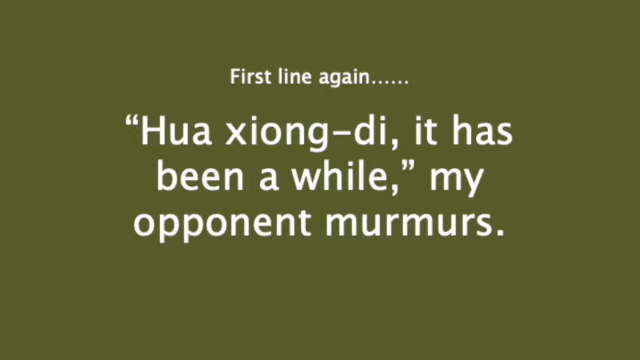 First line again......
“Hua xiong-di, it has
been a while,” my
opponent murmurs.